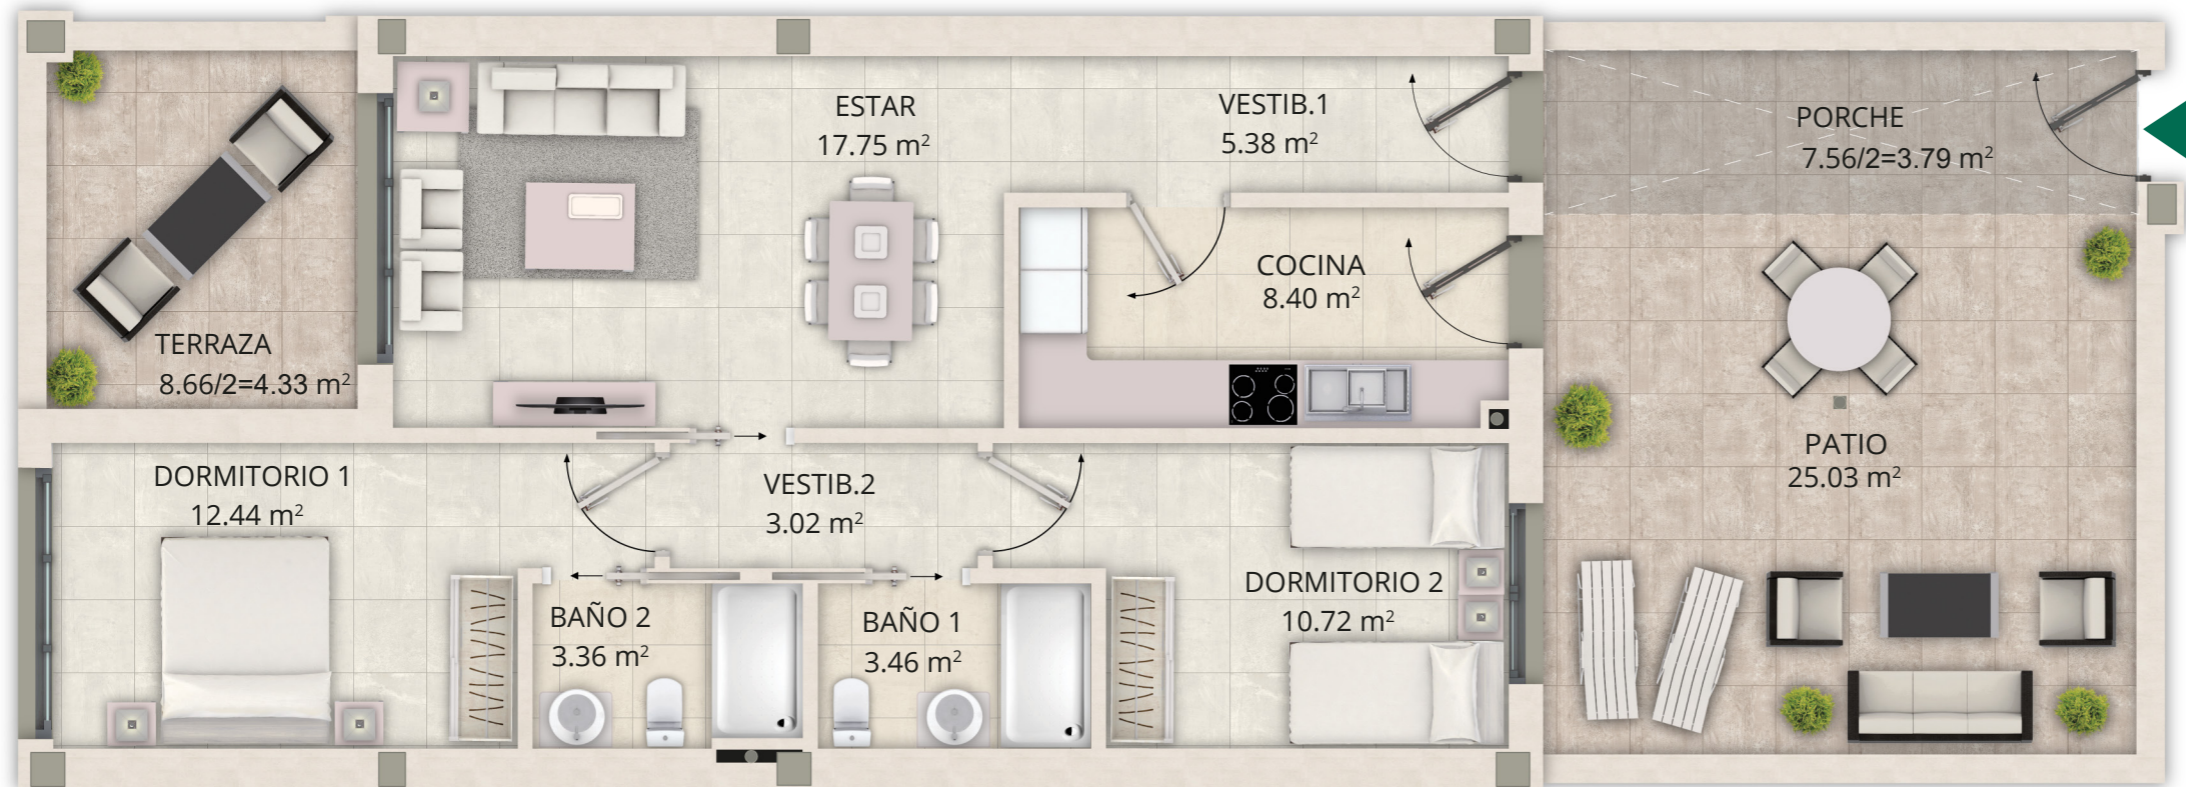 ESTAR
17.75 m²
VESTIB.1
5.38 m²
PORCHE
7.56/2=3.79 m²
COCINA
8.40 m²
TERRAZA
8.66/2=4.33 m²
PATIO
25.03 m²
DORMITORIO 1
12.44 m²
VESTIB.2
3.02 m²
DORMITORIO 2
10.72 m²
BAÑO 2
3.36 m²
BAÑO 1
3.46 m²